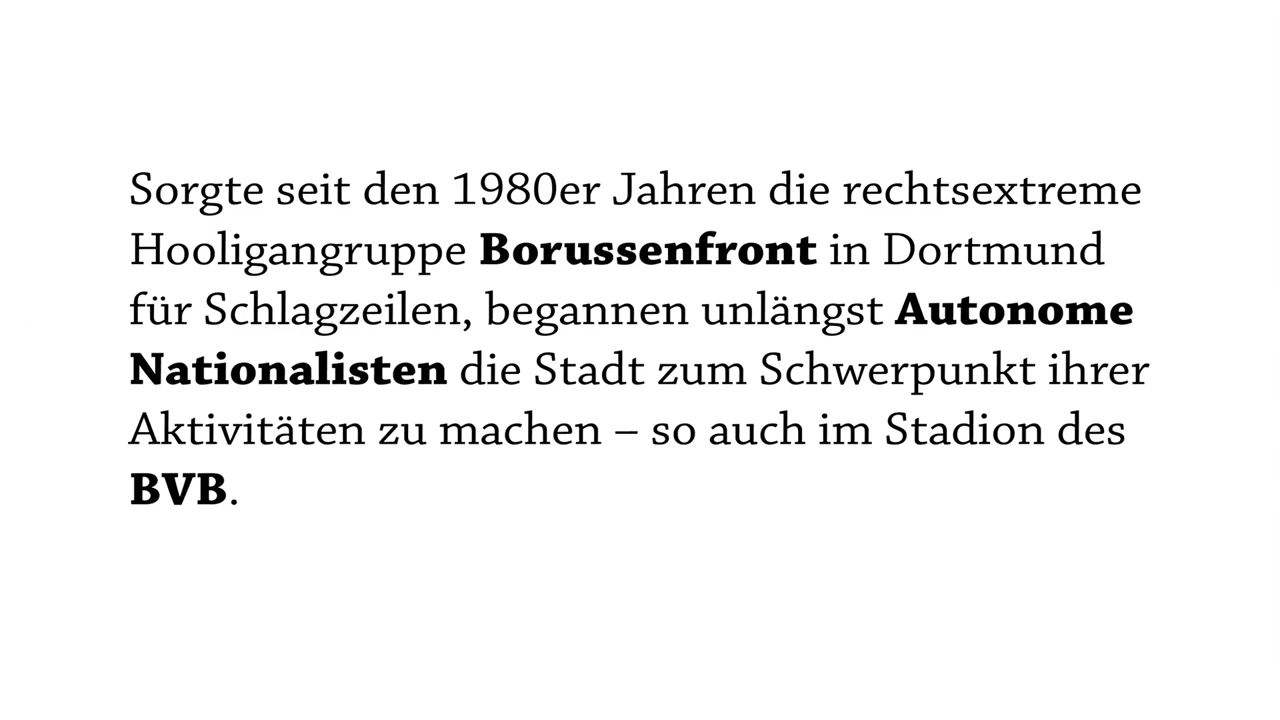 Sorgte seit den 1980er Jahren die rechtsextreme
Hooligangruppe Borussenfront in Dortmund
für Schlagzeilen, begannen unlängst Autonome
Nationalisten die Stadt zum Schwerpunkt ihrer
Aktivitäten zu machen – so auch im Stadion des
BVB.